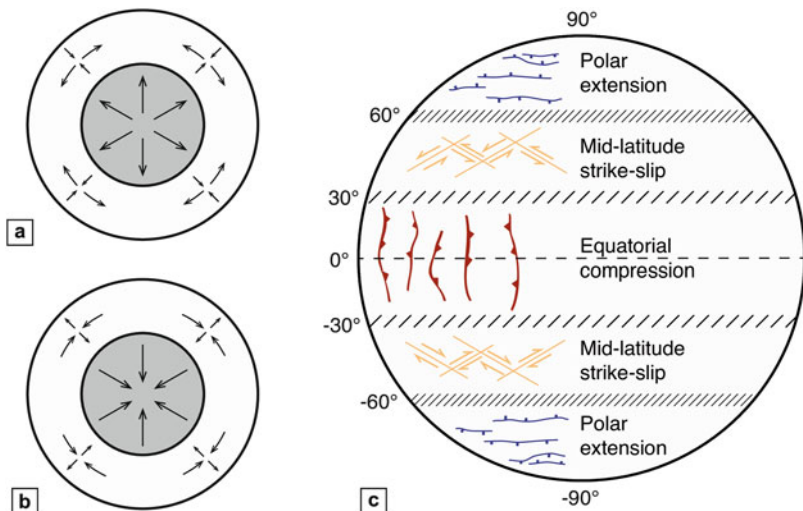 a
b
90°
Polar
extension
60°
Mid-latitude
strike-slip
30°
0°
Equatorial
compression
-30°
Mid-latitude
strike-slip
-60°
Polar
extension
c
-90°